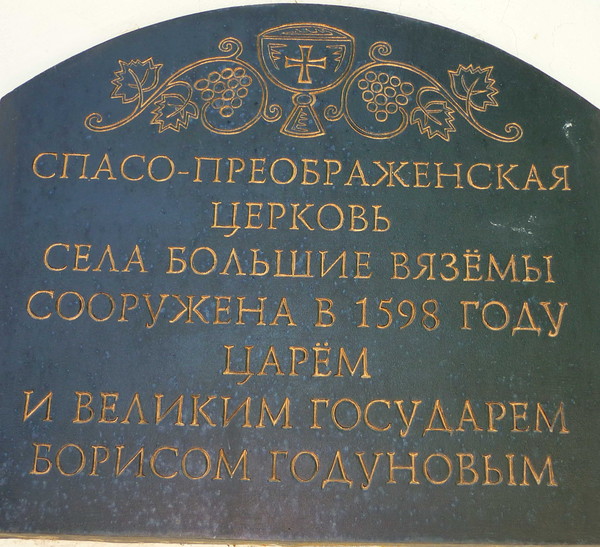 СПАСО-ПРЕОБРАЖЕНСКАЯ
ЦЕРКОВЬ
СЕЛА БОЛЬШИЕ ВЯЗЁМЫ
СООРУЖЕНА В 1598 ГОДУ
ЦАРЁМ
И ВЕЛИКИМ ГОСУДАРЕМ
БОРИСОМ ГОДУНОВЫМ